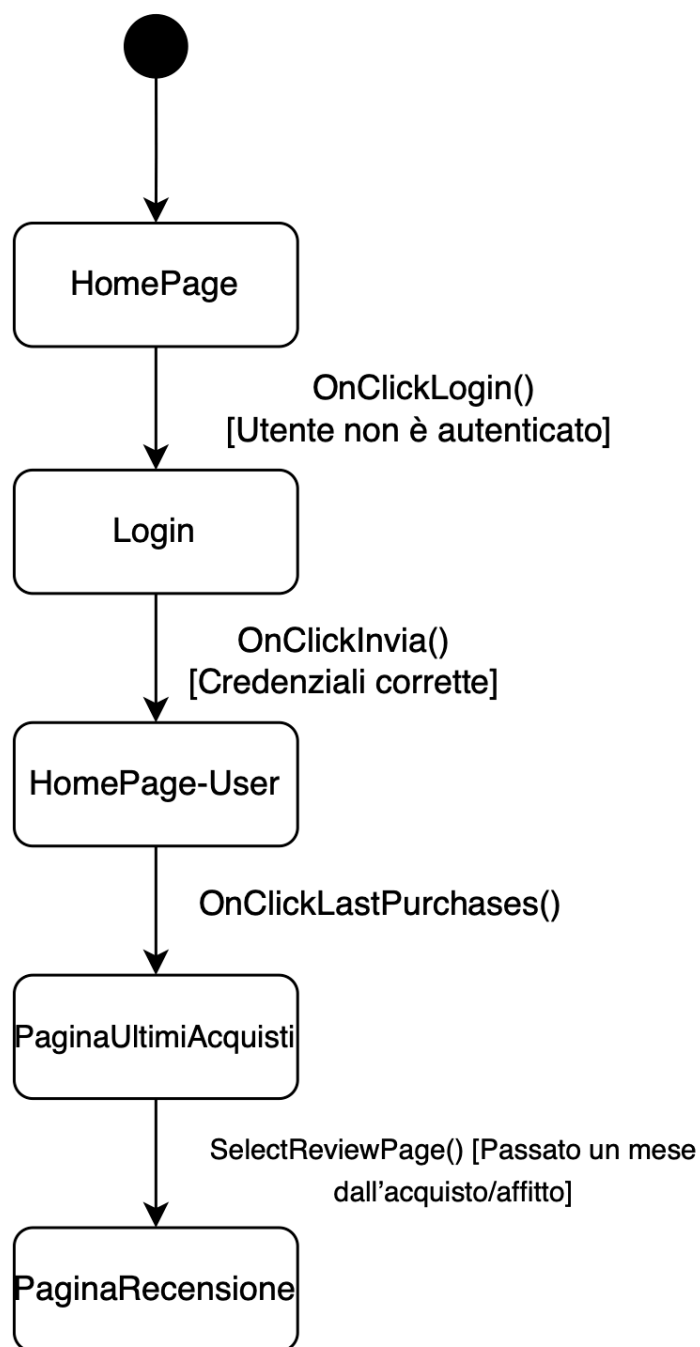 HomePage
OnClickLogin()
[Utente non è autenticato]
Login
OnClickInvia()
[Credenziali corrette]
HomePage-User
OnClickLastPurchases()
PaginaUltimiAcquisti
SelectReviewPage() [Passato un mese
dall'acquisto/affitto]
PaginaRecensione